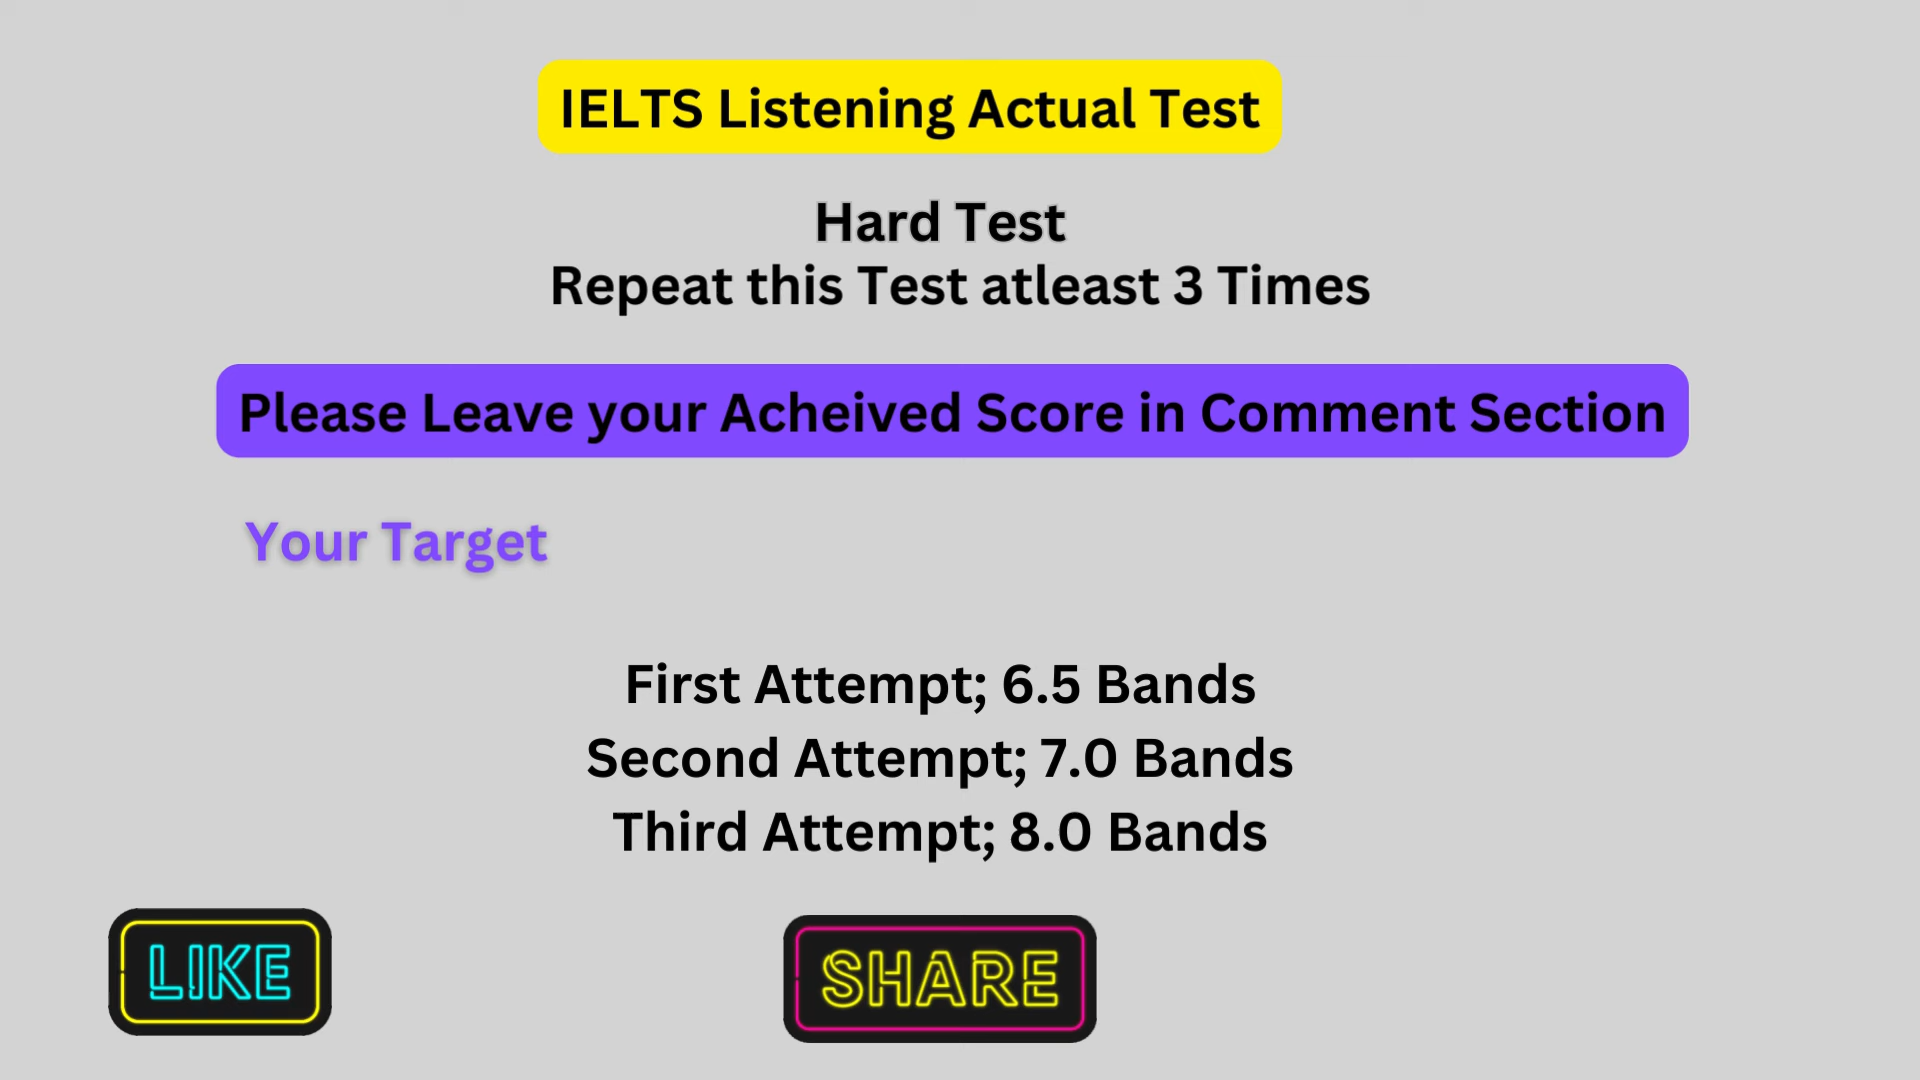 IELTS Listening Actual Test
Hard Test
Repeat this Test atleast 3 Times
Please Leave your Acheived Score in Comment Section
Your Target
First Attempt; 6.5 Bands
Second Attempt; 7.0 Bands
Third Attempt; 8.0 Bands
LIKE
SHARE